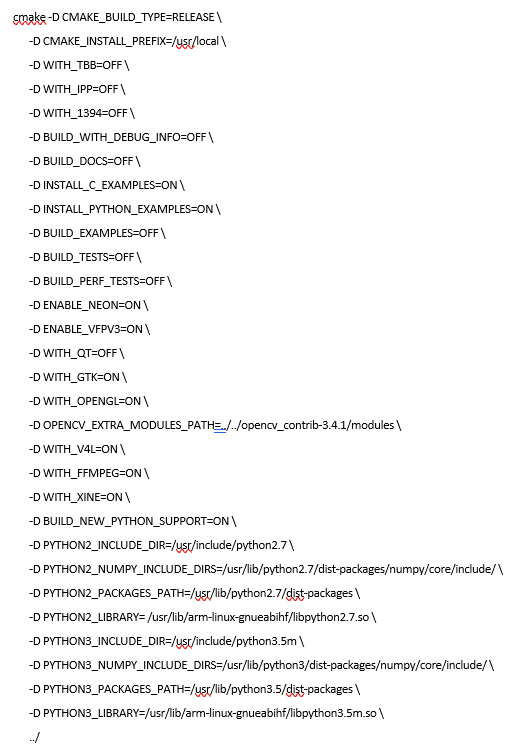 cmake -D CMAKE_BUILD_TYPE=RELEASE \
-D CMAKE_INSTALL_PREFIX=/usr/local \
-D WITH_TBB=OFF \
-D WITH_IPP=OFF \
-D WITH_1394=OFF \
-D BUILD_WITH_DEBUG_INFO=OFF \
-D BUILD_DOCS=OFF \
-D INSTALL_C_EXAMPLES=ON \
-D INSTALL_PYTHON_EXAMPLES=ON \
-D BUILD_EXAMPLES=OFF \
-D BUILD_TESTS=OFF \
-D BUILD_PERF_TESTS=OFF \
-D ENABLE_NEON=ON \
-D ENABLE_VFPV3=ON \
-D WITH_QT=OFF \
-D WITH_GTK=ON \
-D WITH_OPENGL=ON \
-D OPENCV_EXTRA_MODULES_PATH=../../opencv_contrib-3.4.1/modules \
-D WITH_V4L=ON \
-D WITH_FFMPEG=ON \
-D WITH_XINE=ON \
-D BUILD_NEW_PYTHON_SUPPORT=ON \
-D PYTHON2_INCLUDE_DIR=/usr/include/python2.7 \
-D PYTHON2_NUMPY_INCLUDE_DIRS=/usr/lib/python2.7/dist-packages/numpy/core/include/ \
-D PYTHON2_PACKAGES_PATH=/usr/lib/python2.7/dist-packages \
-D PYTHON2_LIBRARY= /usr/lib/arm-linux-gnueabihf/libpython2.7.so \
-D PYTHON3_INCLUDE_DIR=/usr/include/python3.5m \
-D PYTHON3_NUMPY_INCLUDE_DIRS=/usr/lib/python3/dist-packages/numpy/core/include/ \
-D PYTHON3_PACKAGES_PATH=/usr/lib/python3.5/dist-packages \
-D PYTHON3_LIBRARY=/usr/lib/arm-linux-gnueabihf/libpython3.5m.so \
../